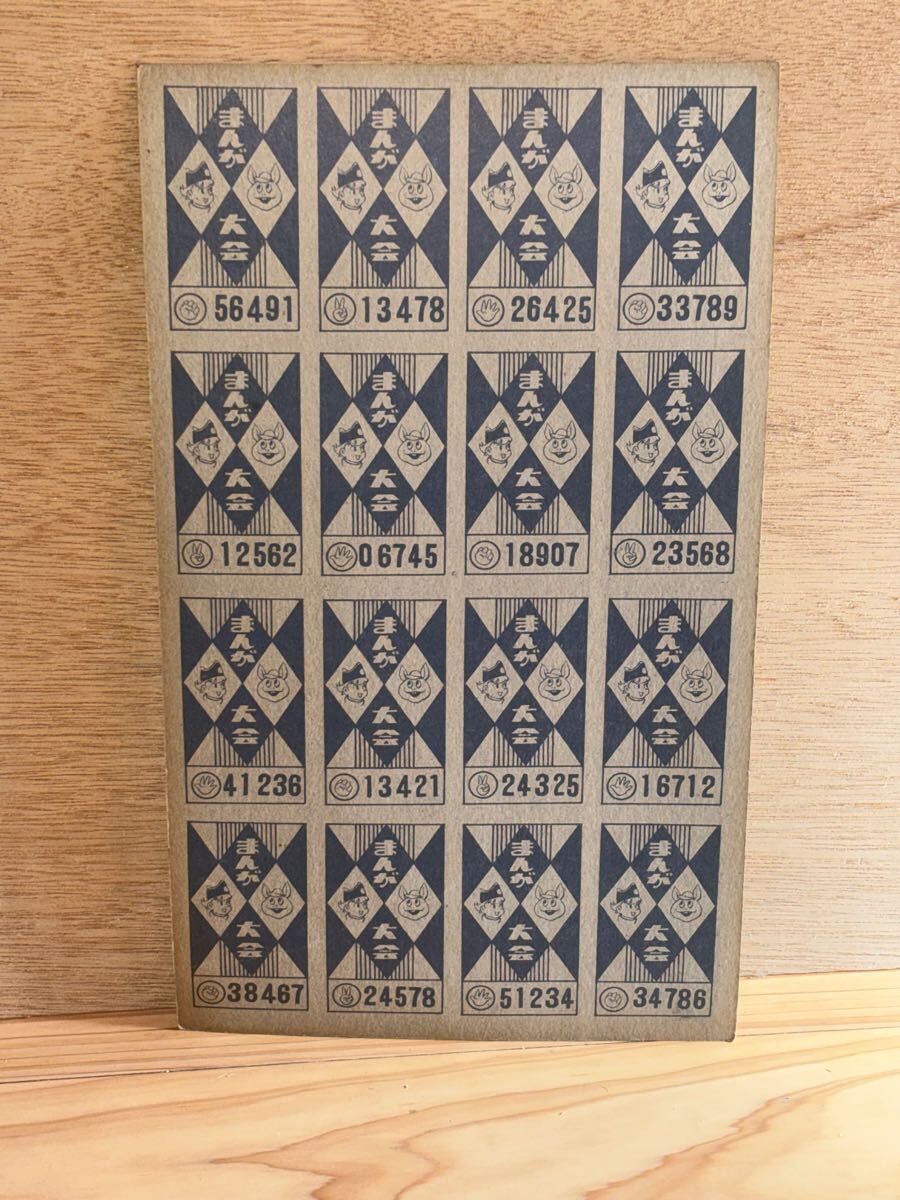 まんが 大会
56491
まんが 大会
13478
まんが 大会
26425
まんが 大会
33789
まんが 大会
12562
まんが 大会
06745
まんが 大会
18907
まんが 大会
23568
まんが 大会
41236
まんが 大会
13421
まんが 大会
24325
まんが 大会
16712
まんが 大会
38467
まんが 大会
24578
まんが 大会
51234
まんが 大会
34786